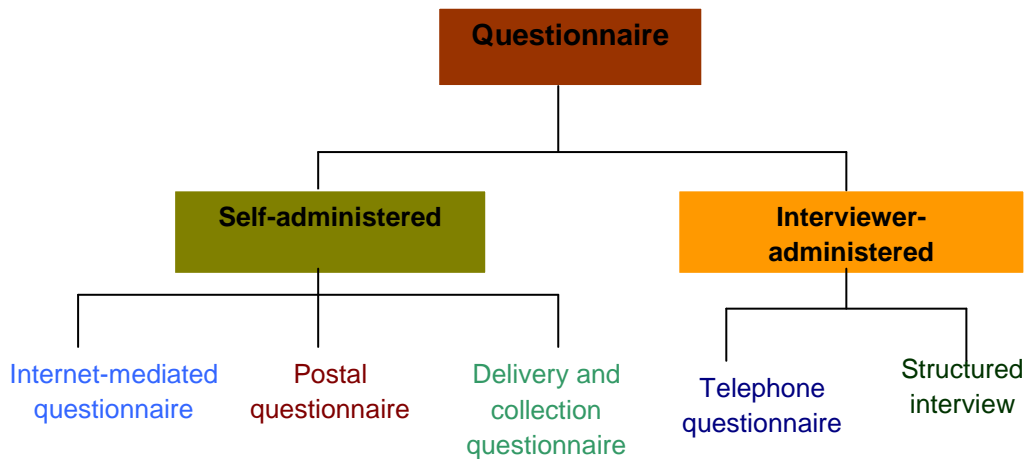 Questionnaire
Self-administered
Interviewer-
administered
Internet-mediated
questionnaire
Postal
questionnaire
Delivery and
collection
questionnaire
Telephone
questionnaire
Structured
interview